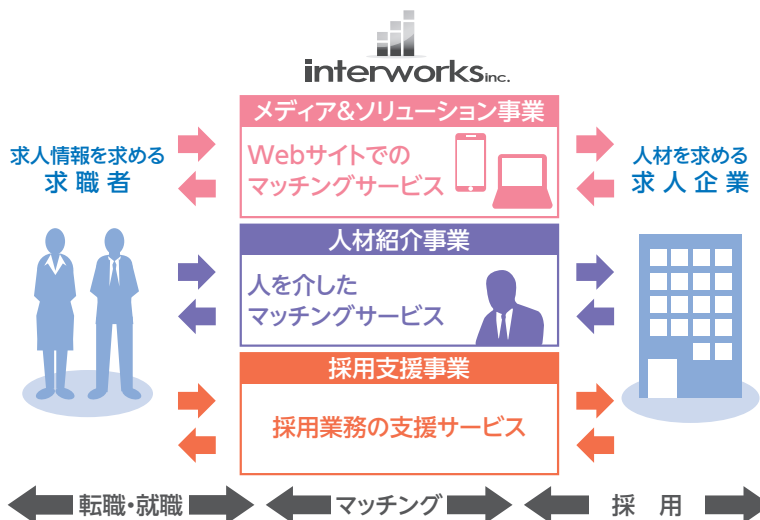 interworks inc.
メディア&ソリューション事業
Webサイトでの
マッチングサービス
求人情報を求める
求職者
人材を求める
求人企業
人材紹介事業
人を介した
マッチングサービス
採用支援事業
採用業務の支援サービス
転職・就職
マッチング
採 用